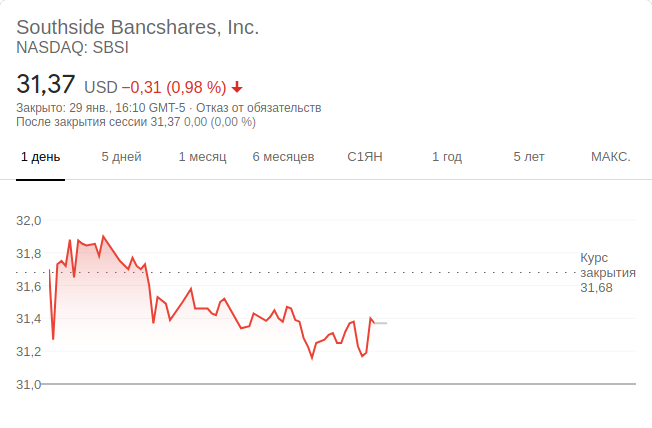 Southside Bancshares, Inc.
NASDAQ: SBSI
31,37 USD −0,31 (0,98 %)
Закрыто: 29 янв., 16:10 GMT-5 · Отказ от обязательств
После закрытия сессии 31,37 0,00 (0,00 %)
1 день 5 дней 1 месяц 6 месяцев С1ЯН 1 год 5 лет МАКС.
32,0
31,8
31,6
31,4
31,2
31,0
Курс
закрытия
31,68